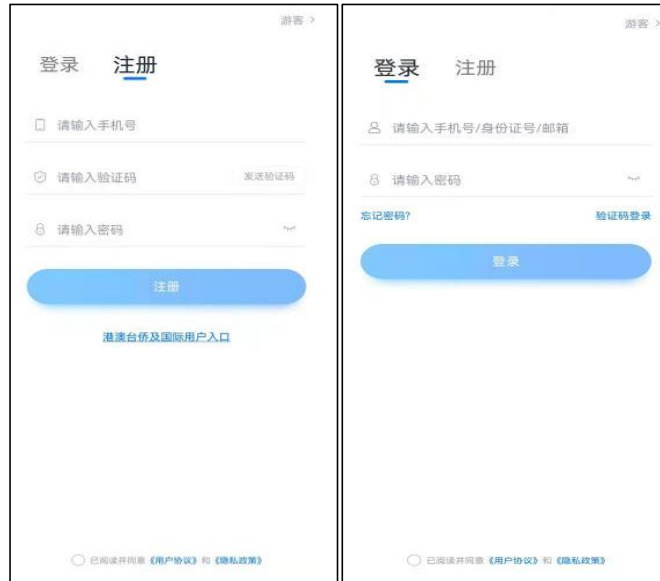 游客 >
登录 注册
请输入手机号
请输入验证码 发送验证码
请输入密码
注册
港澳台侨及国际用户入口
已阅读并同意《用户协议》和《隐私政策》
游客 >
登录 注册
请输入手机号/身份证号/邮箱
请输入密码
忘记密码? 验证码登录
登录
已阅读并同意《用户协议》和《隐私政策》